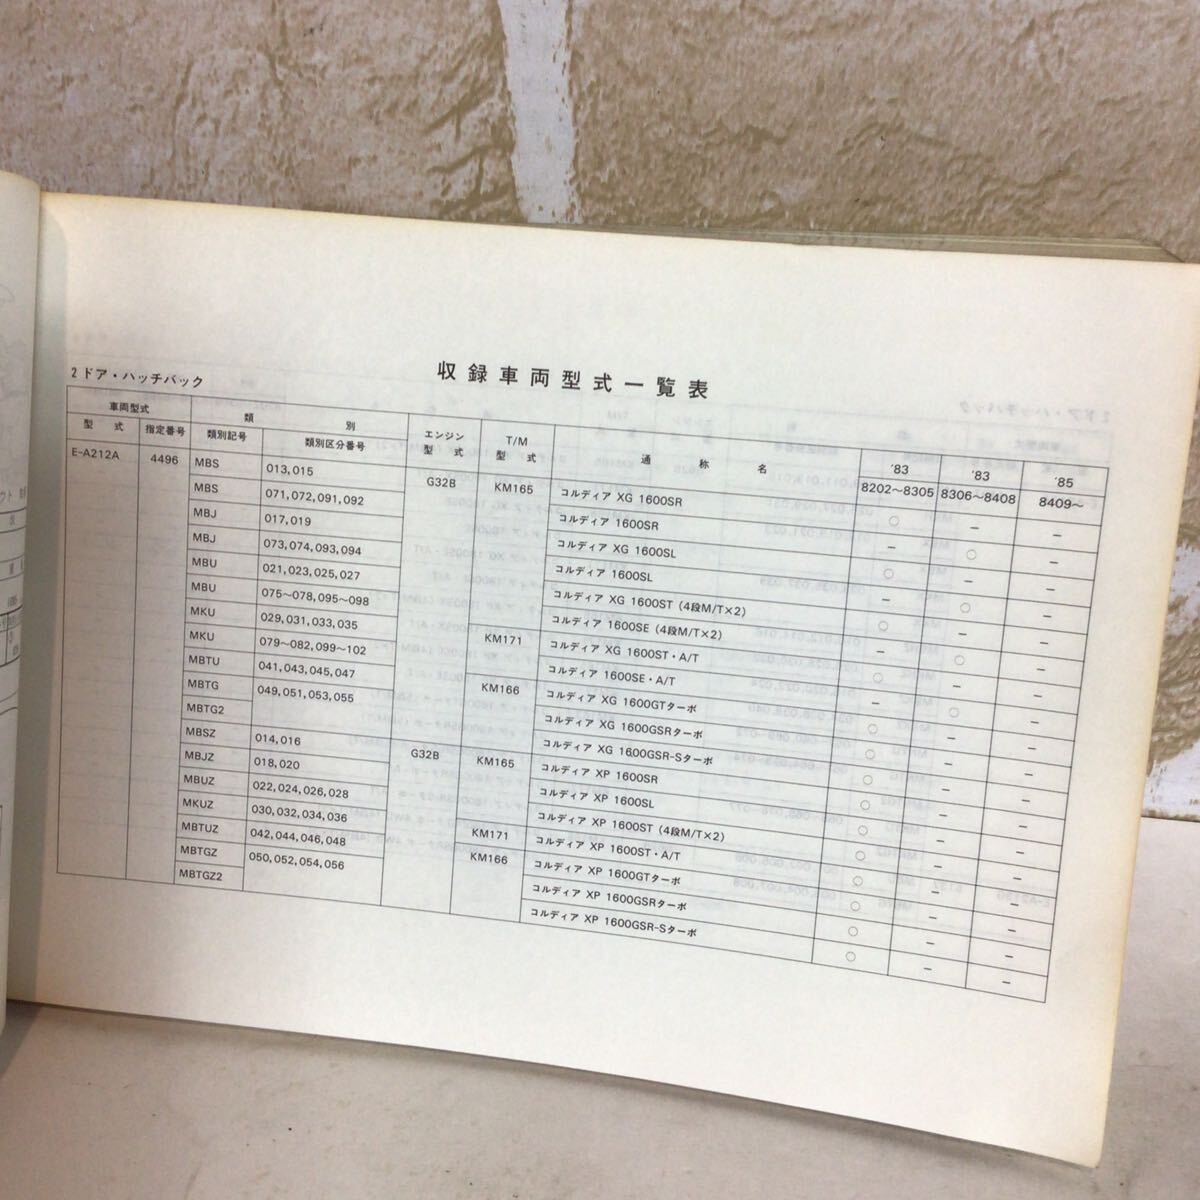 収録車両型式一覧表
2ドア・ハッチバック
車両型式 類別 エンジン型式 T/M型式 通称名 '83 '83 '85
型式 指定番号 類別記号 類別区分番号 8202~8305 8306~8408 8409~
E-A212A 4496 MBS 013,015 G32B KM165 コルディア XG 1600SR ○ − −
MBS 071,072,091,092 コルディア 1600SR − ○ −
MBJ 017,019 コルディア XG 1600SL ○ − −
MBJ 073,074,093,094 コルディア 1600SL − ○ −
MBU 021,023,025,027 コルディア XG 1600ST (4段M/T×2) ○ − −
MBU 075~078,095~098 コルディア 1600SE (4段M/T×2) − ○ −
MKU 029,031,033,035 KM171 コルディア XG 1600ST・A/T ○ − −
MKU 079~082,099~102 コルディア 1600SE・A/T − ○ −
MBTU 041,043,045,047 KM166 コルディア XG 1600GTターボ ○ − −
MBTG 049,051,053,055 コルディア XG 1600GSRターボ ○ − −
MBTG2 コルディア XG 1600GSR-Sターボ ○ − −
MBSZ 014,016 G32B KM165 コルディア XP 1600SR ○ − −
MBJZ 018,020 コルディア XP 1600SL ○ − −
MBUZ 022,024,026,028 コルディア XP 1600ST (4段M/T×2) ○ − −
MKUZ 030,032,034,036 KM171 コルディア XP 1600ST・A/T ○ − −
MBTUZ 042,044,046,048 KM166 コルディア XP 1600GTターボ ○ − −
MBTGZ 050,052,054,056 コルディア XP 1600GSRターボ ○ − −
MBTGZ2 コルディア XP 1600GSR-Sターボ ○ − −